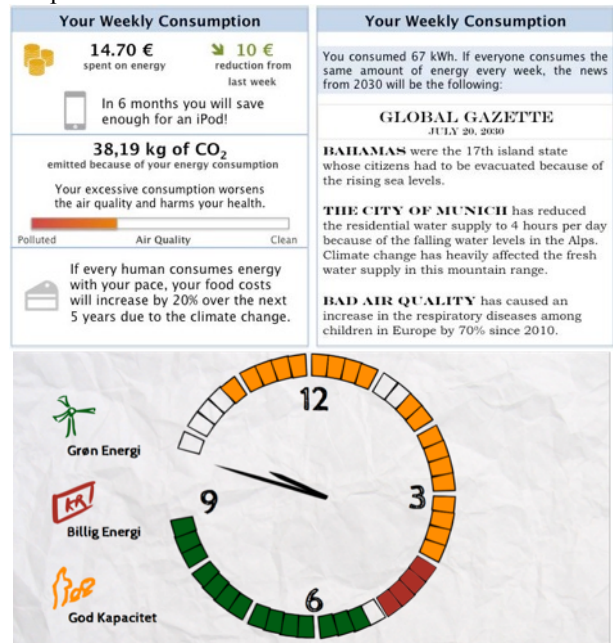 Your Weekly Consumption
14.70 €
spent on energy
10 €
reduction from
last week
In 6 months you will save
enough for an iPod!
38,19 kg of CO2
emitted because of your energy consumption
Your excessive consumption worsens
the air quality and harms your health.
Polluted Air Quality Clean
If every human consumes energy
with your pace, your food costs
will increase by 20% over the next
5 years due to the climate change.
Your Weekly Consumption
You consumed 67 kWh. If everyone consumes the
same amount of energy every week, the news
from 2030 will be the following:
GLOBAL GAZETTE
JULY 20, 2030
BAHAMAS were the 17th island state
whose citizens had to be evacuated because of
the rising sea levels.
THE CITY OF MUNICH has reduced
the residential water supply to 4 hours per day
because of the falling water levels in the Alps.
Climate change has heavily affected the fresh
water supply in this mountain range.
BAD AIR QUALITY has caused an
increase in the respiratory diseases among
children in Europe by 70% since 2010.
Grøn Energi
KR
Billig Energi
God Kapacitet
12
3
6
9